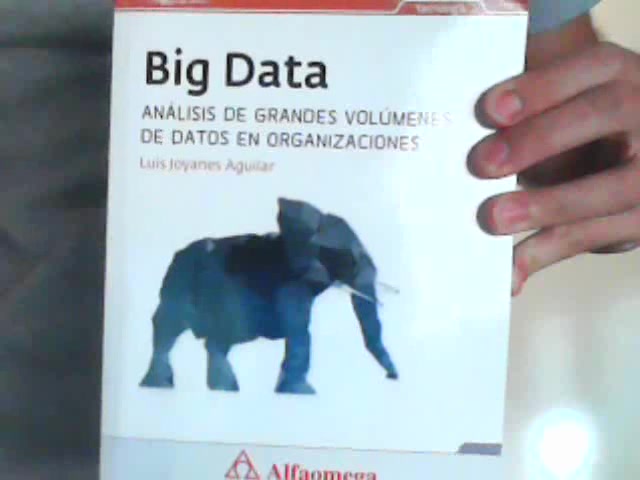 Big Data
ANÁLISIS DE GRANDES VOLÚMENES
DE DATOS EN ORGANIZACIONES
Luis Joyanes Aguilar
Alfaomega